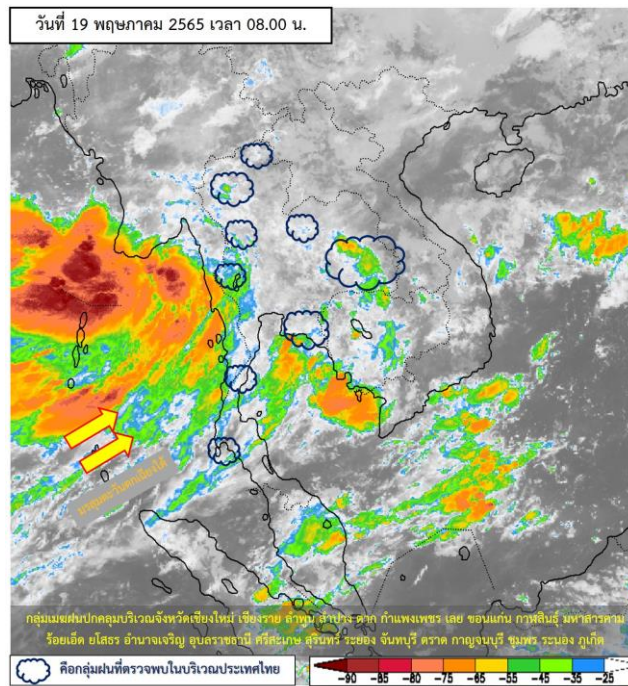 วันที่ 19 พฤษภาคม 2565 เวลา 08.00 น.
มรสุมตะวันตกเฉียงใต้
กลุ่มเมฆฝนปกคลุมบริเวณจังหวัดเชียงใหม่ เชียงราย ลำพูน ลำปาง ตาก กำแพงเพชร เลย ขอนแก่น กาฬสินธุ์ มหาสารคาม
ร้อยเอ็ด ยโสธร อำนาจเจริญ อุบลราชธานี ศรีสะเกษ สุรินทร์ ระยอง จันทบุรี ตราด กาญจนบุรี ชุมพร ระนอง ภูเก็ต
คือกลุ่มฝนที่ตรวจพบในบริเวณประเทศไทย
-90 -85 -80 -75 -65 -55 -45 -35 -25